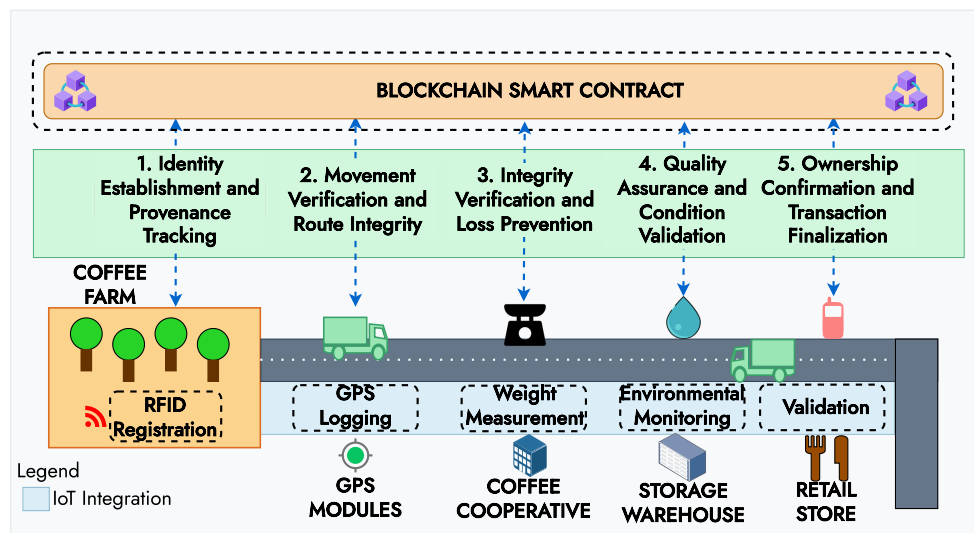 BLOCKCHAIN SMART CONTRACT
1. Identity
Establishment and
Provenance
Tracking
2. Movement
Verification and
Route Integrity
3. Integrity
Verification and
Loss Prevention
4. Quality
Assurance and
Condition
Validation
5. Ownership
Confirmation and
Transaction
Finalization
COFFEE
FARM
RFID
Registration
GPS
Logging
Weight
Measurement
Environmental
Monitoring
Validation
GPS
MODULES
COFFEE
COOPERATIVE
STORAGE
WAREHOUSE
RETAIL
STORE
Legend
IoT Integration